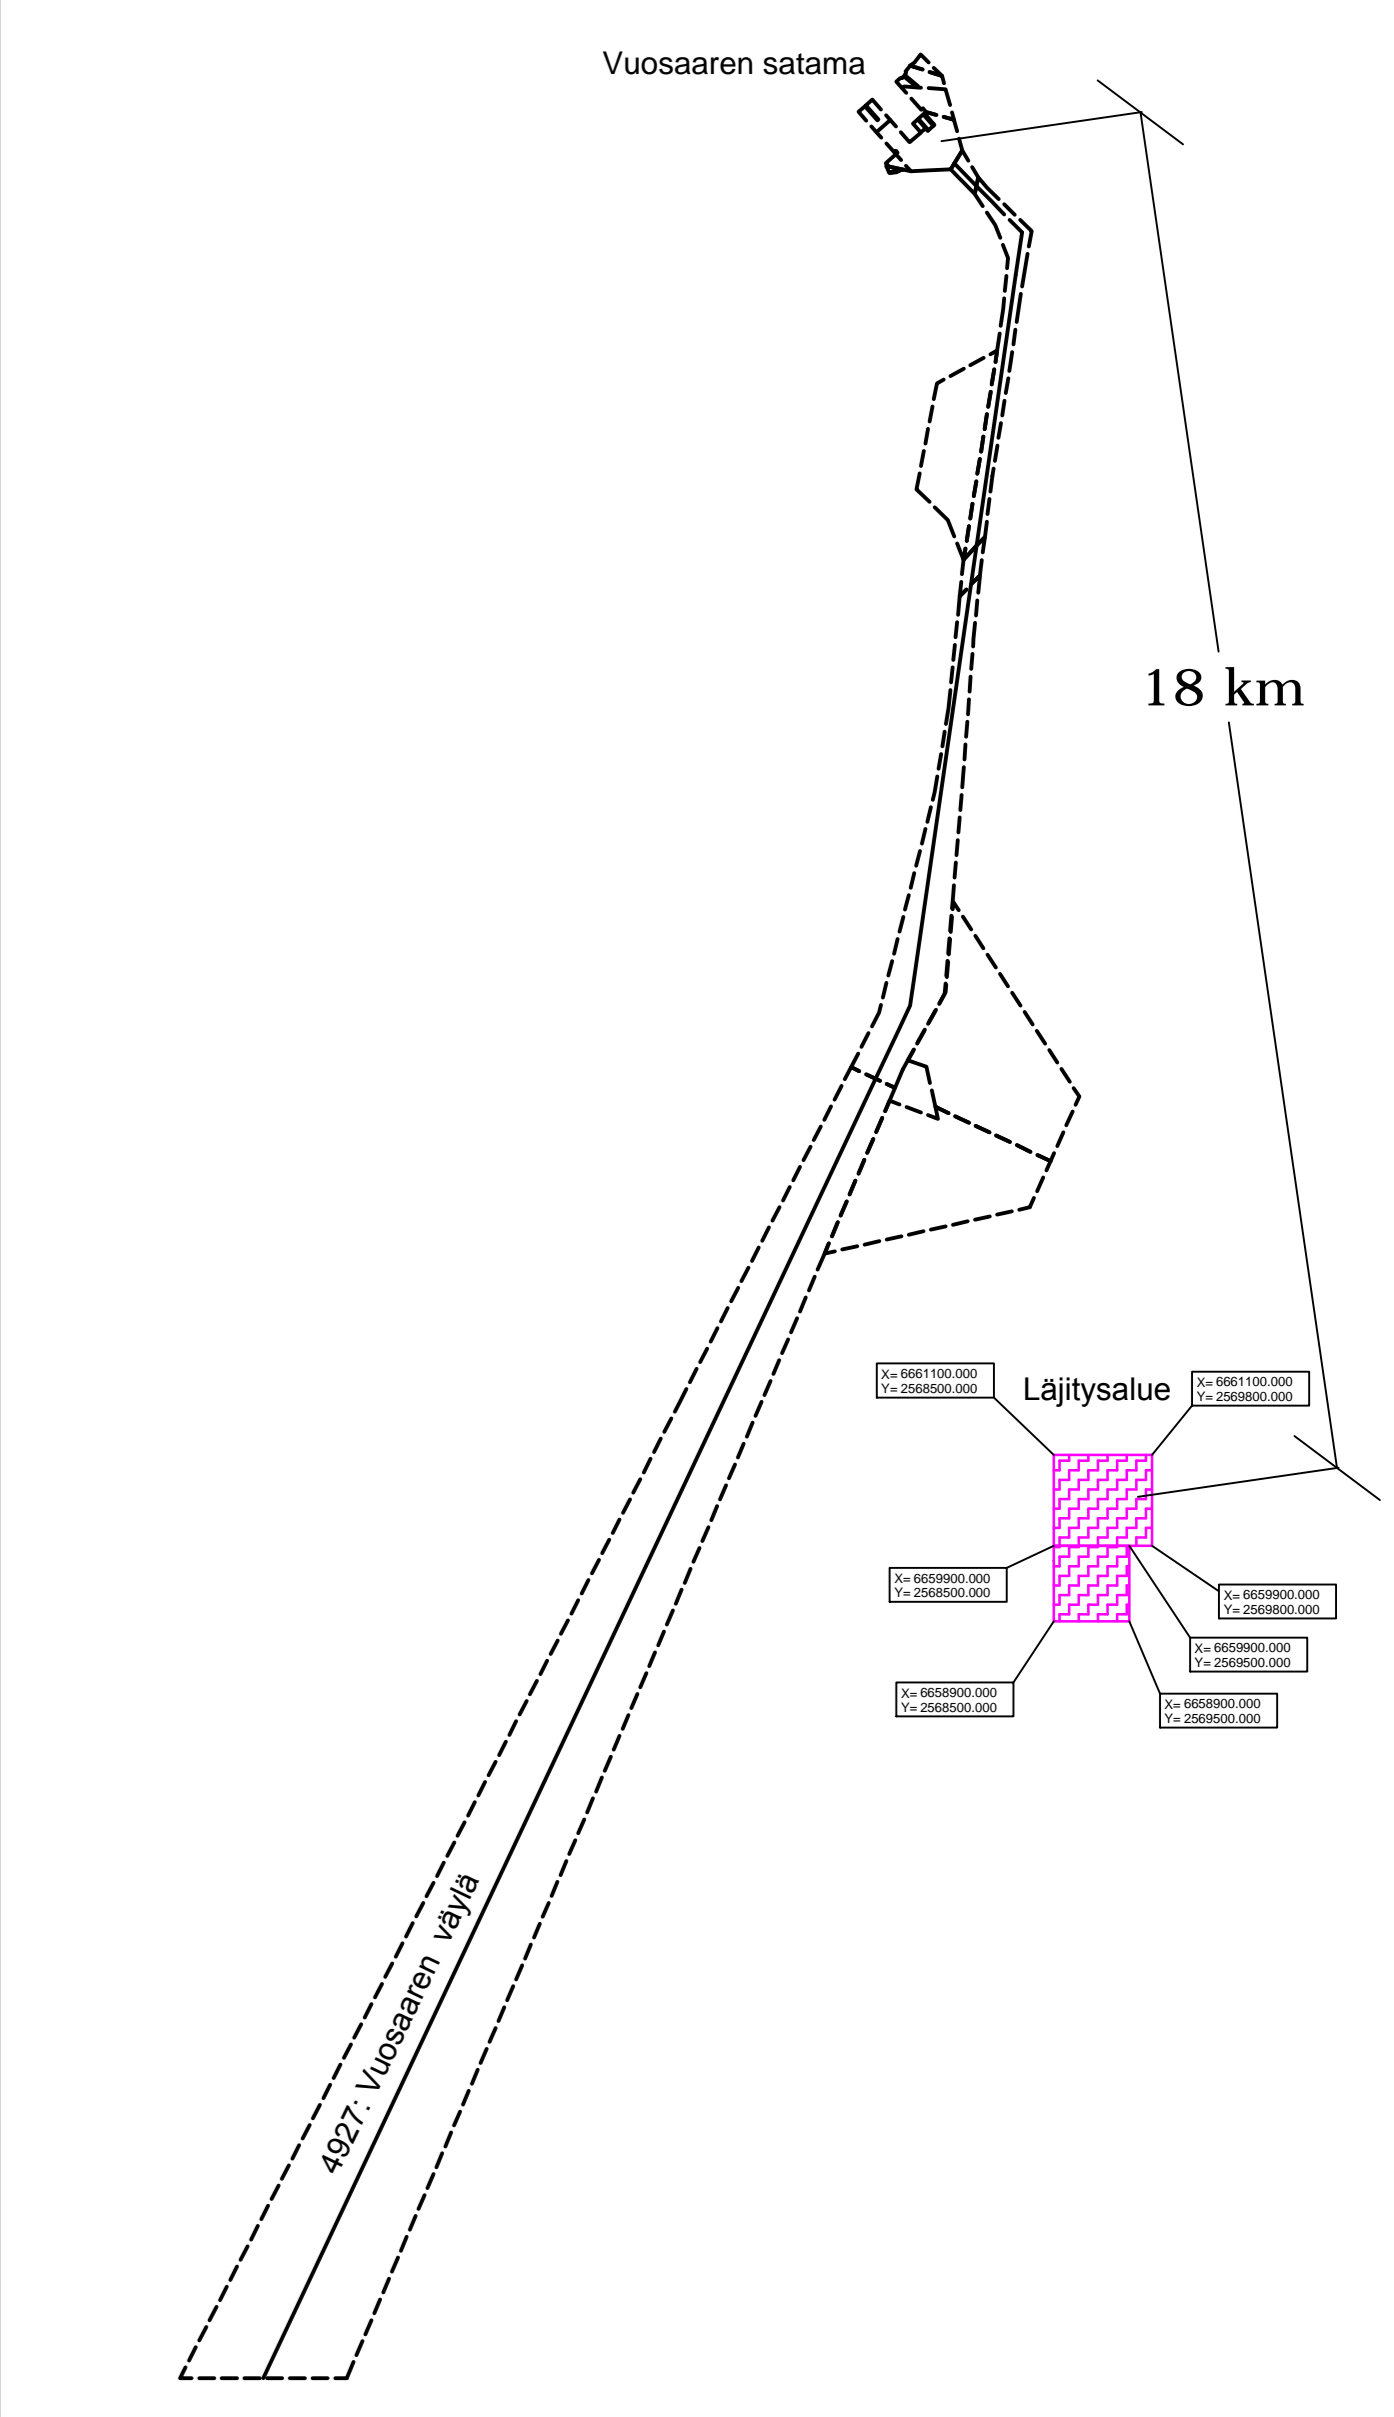 Vuosaaren satama
18 km
X= 6661100.000
Y= 2568500.000
Läjitysalue
X= 6661100.000
Y= 2569800.000
X= 6659900.000
Y= 2568500.000
X= 6659900.000
Y= 2569800.000
X= 6659900.000
Y= 2569500.000
X= 6658900.000
Y= 2568500.000
X= 6658900.000
Y= 2569500.000
4927: Vuosaaren väylä